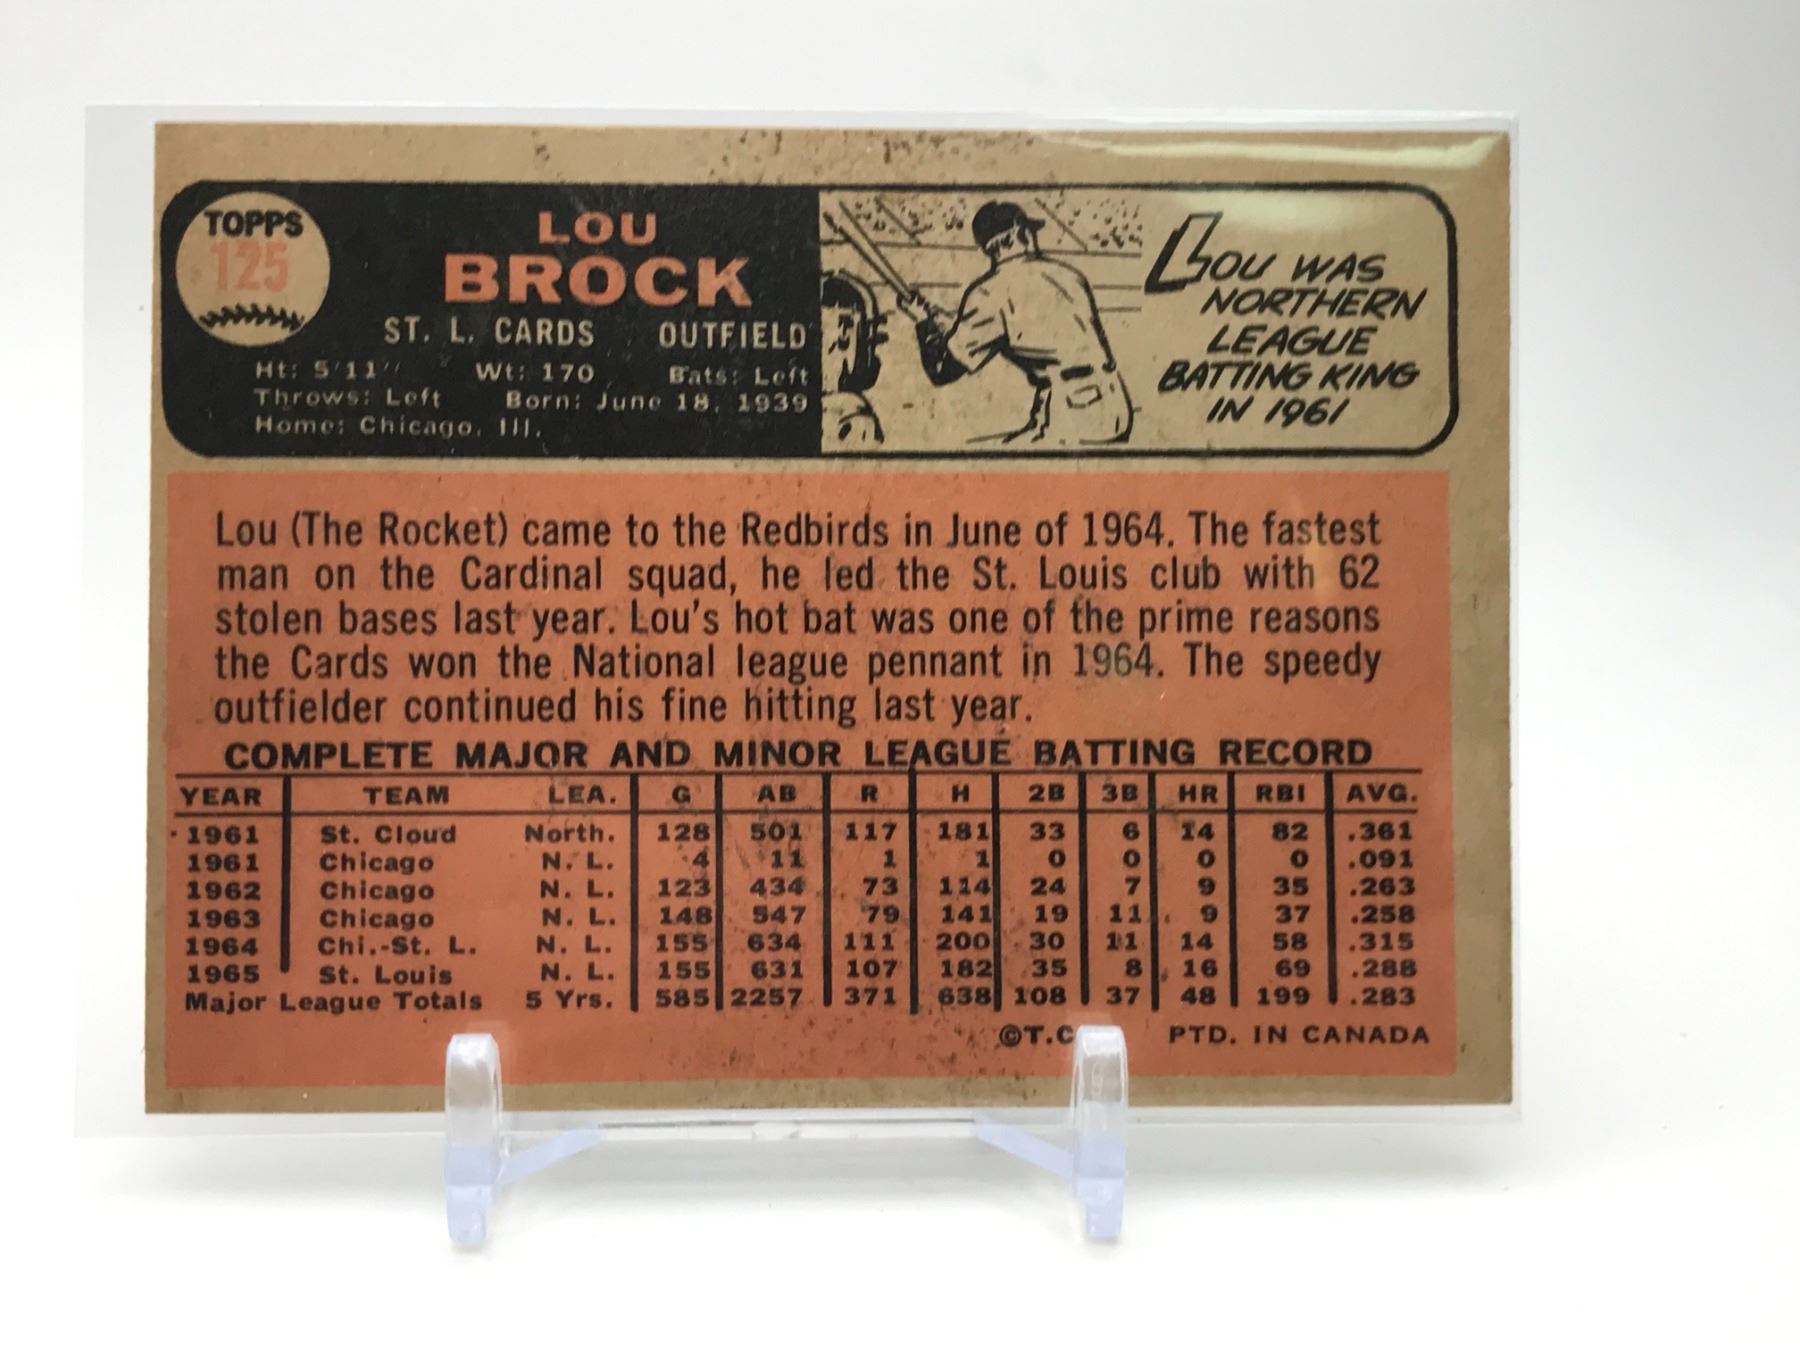 TOPPS
125
LOU
BROCK
ST. L. CARDS OUTFIELD
Ht: 5'11" Wt: 170 Bats: Left
Throws: Left Born: June 18, 1939
Home: Chicago, Ill.
LOU WAS
NORTHERN
LEAGUE
BATTING KING
IN 1961
Lou (The Rocket) came to the Redbirds in June of 1964. The fastest
man on the Cardinal squad, he led the St. Louis club with 62
stolen bases last year. Lou's hot bat was one of the prime reasons
the Cards won the National league pennant in 1964. The speedy
outfielder continued his fine hitting last year.
COMPLETE MAJOR AND MINOR LEAGUE BATTING RECORD
YEAR TEAM LEA. G AB R H 2B 3B HR RBI AVG.
1961 St. Cloud North. 128 501 117 181 33 6 14 82 .361
1961 Chicago N. L. 4 11 1 1 0 0 0 0 .091
1962 Chicago N. L. 123 434 73 114 24 7 9 35 .263
1963 Chicago N. L. 148 547 79 141 19 11 9 37 .258
1964 Chi.-St. L. N. L. 155 634 111 200 30 11 14 58 .315
1965 St. Louis N. L. 155 631 107 182 35 8 16 69 .288
Major League Totals 5 Yrs. 585 2257 371 638 108 37 48 199 .283
©T.C PTD. IN CANADA